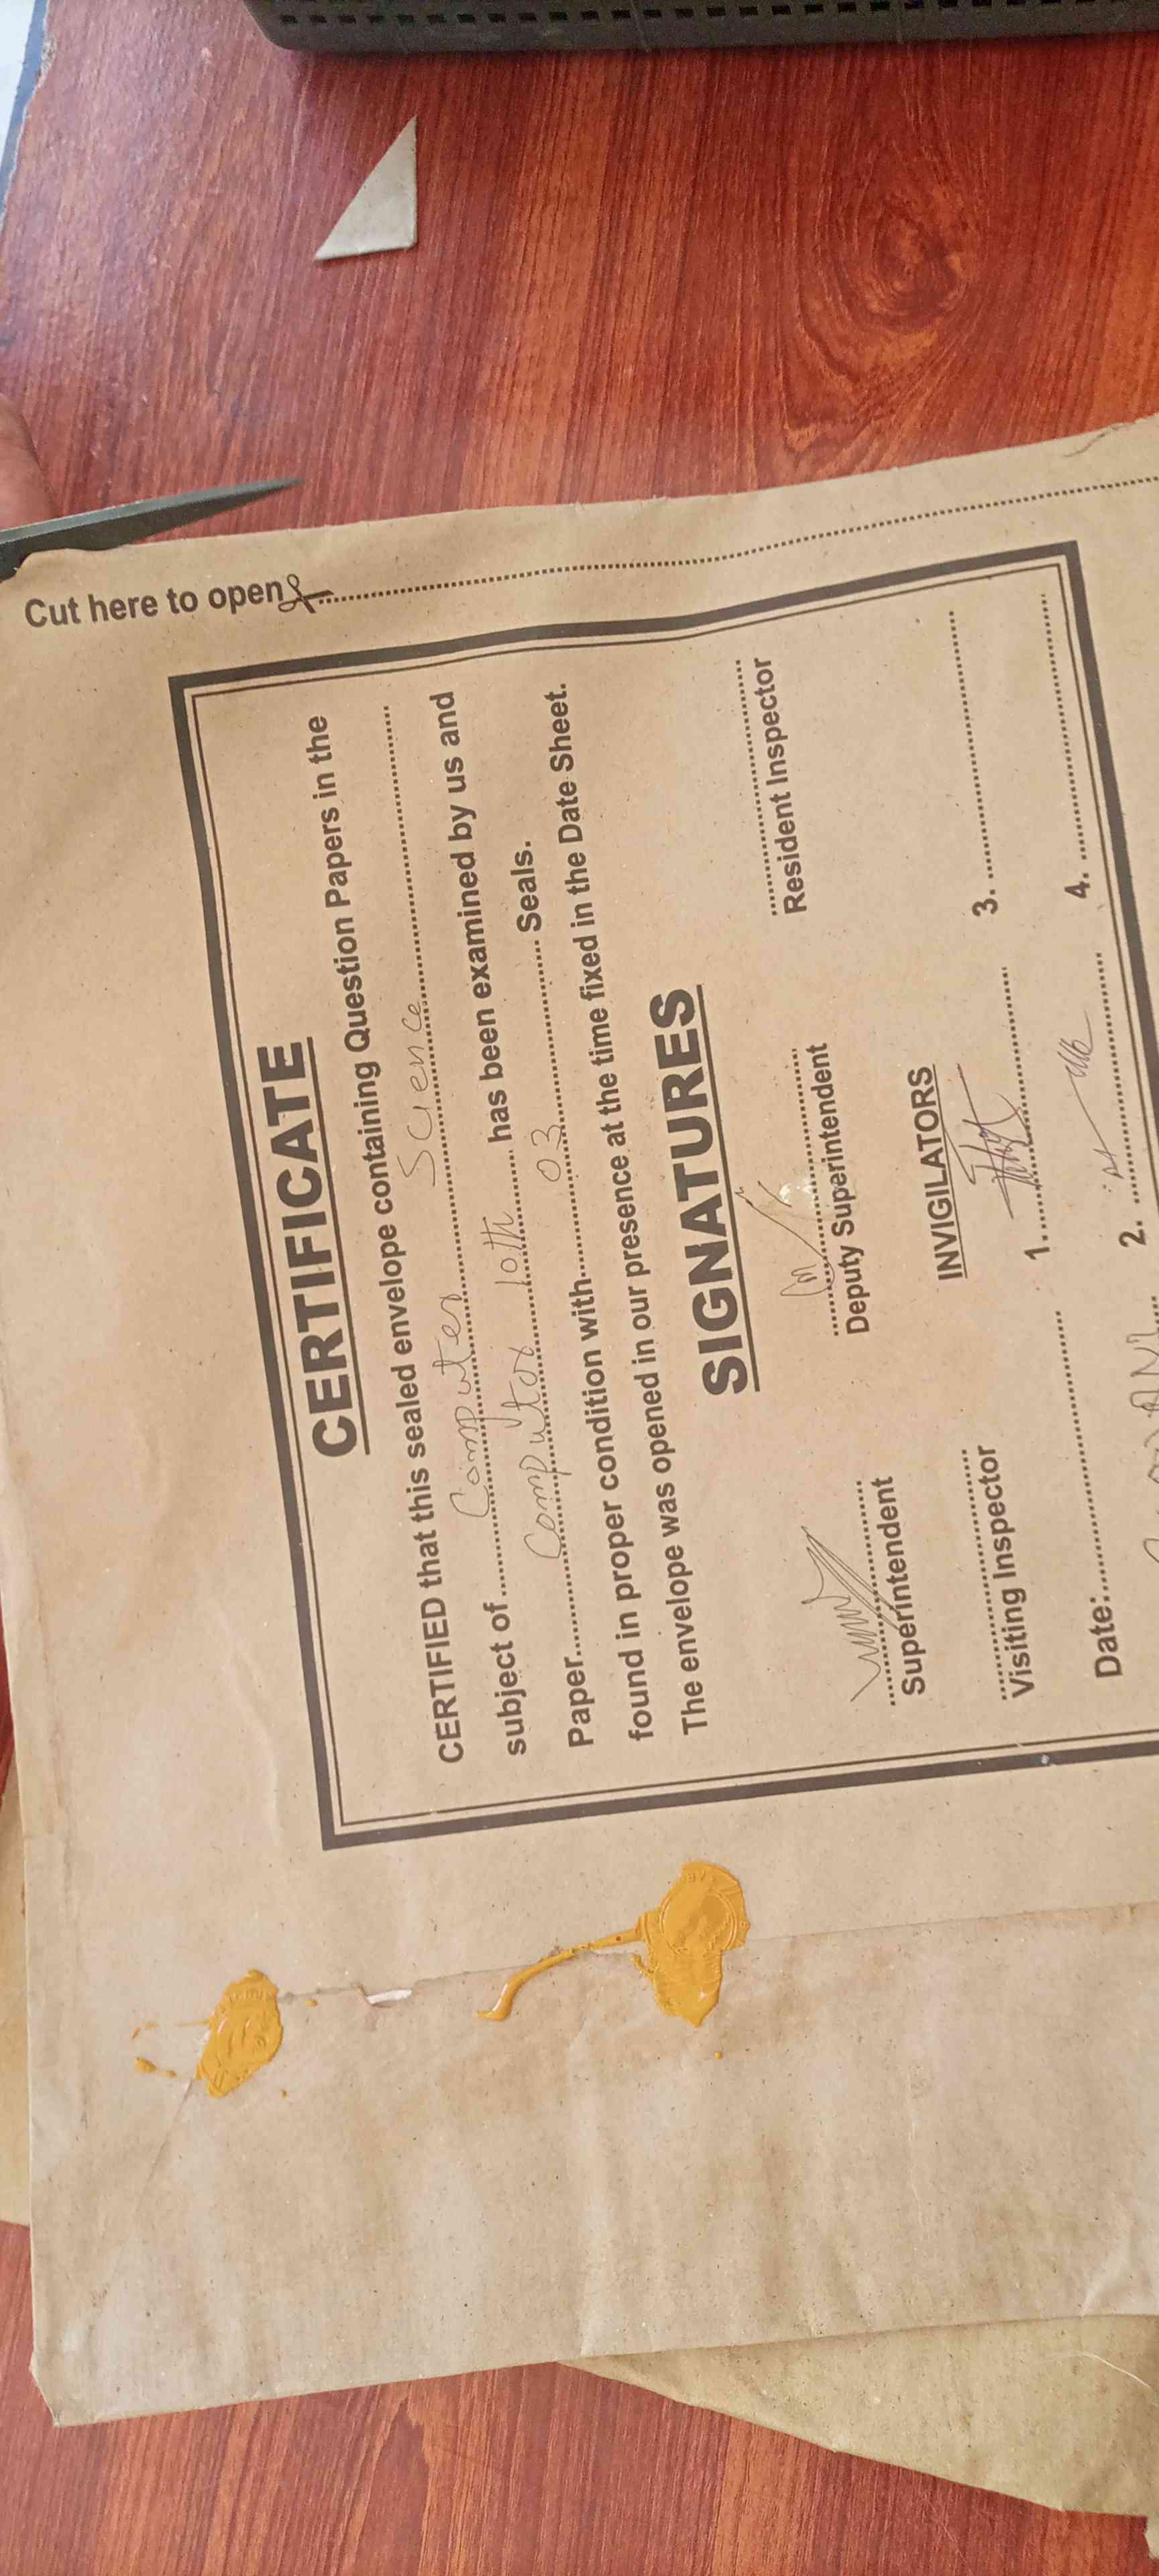 Cut here to open
CERTIFICATE
CERTIFIED that this sealed envelope containing Question Papers in the
subject of Computer Science
Paper Computer 10th has been examined by us and
found in proper condition with 03 Seals.
The envelope was opened in our presence at the time fixed in the Date Sheet.
SIGNATURES
Superintendent Deputy Superintendent Resident Inspector
INVIGILATORS
Visiting Inspector 1. 3.
Date: 2. 4.